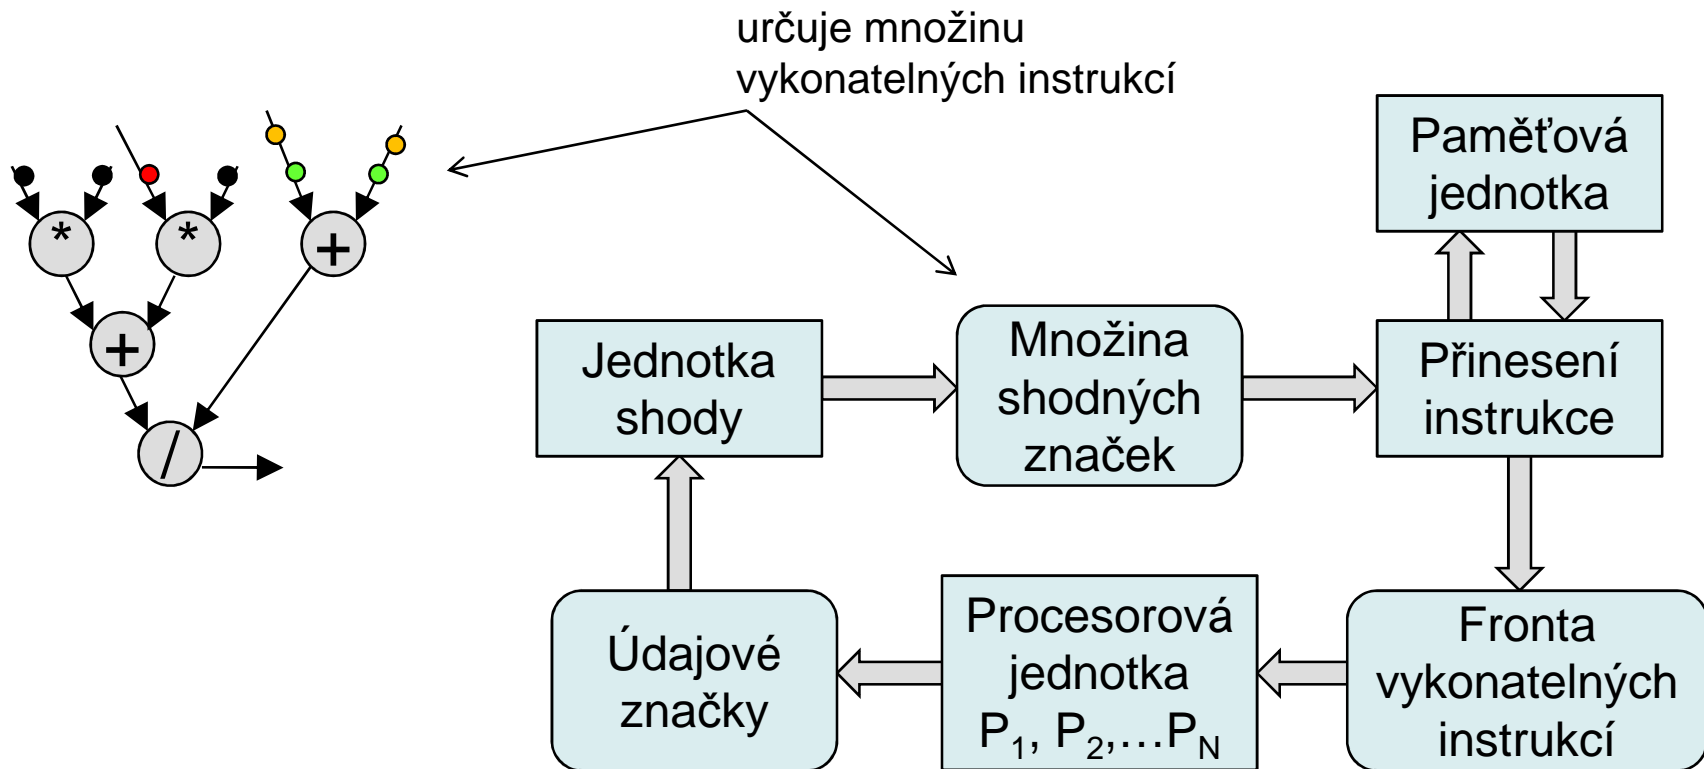 určuje množinu
vykonatelných instrukcí
Paměťová
jednotka
*
*
+
+
/
Jednotka
shody
Množina
shodných
značek
Přinesení
instrukce
Údajové
značky
Procesorová
jednotka
P1, P2,…PN
Fronta
vykonatelných
instrukcí